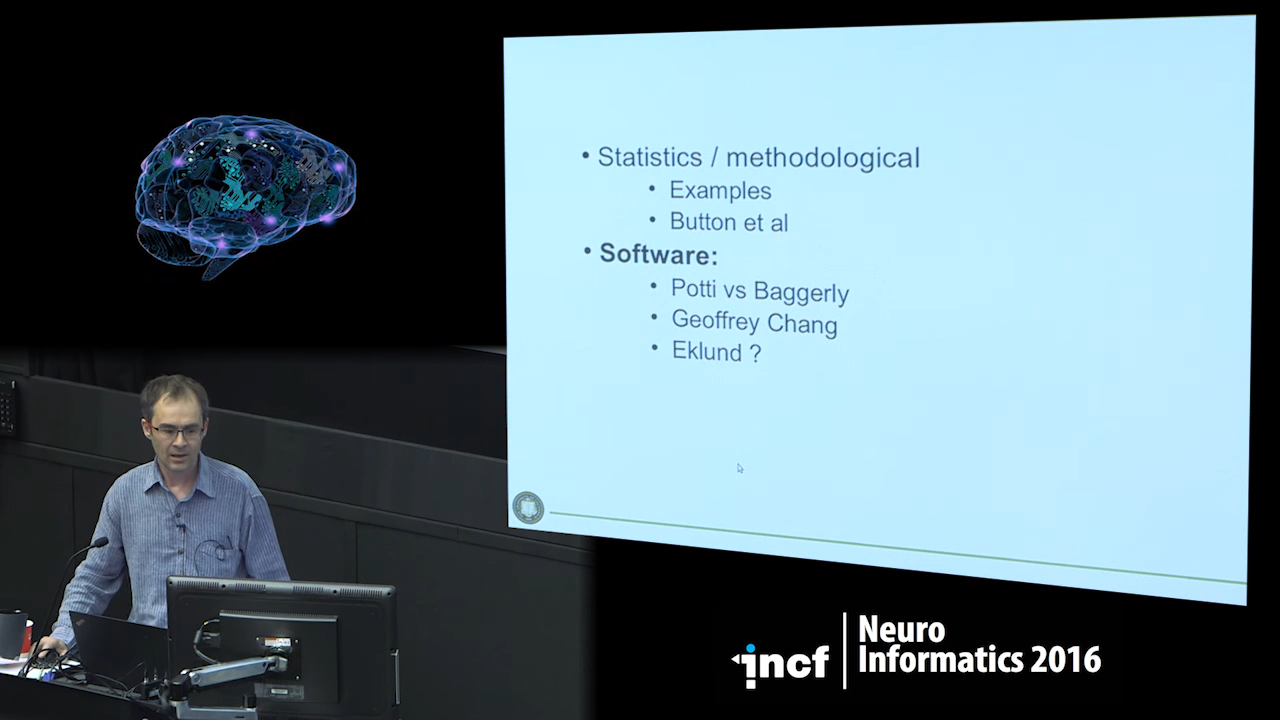 • Statistics / methodological
• Examples
• Button et al
• Software:
• Potti vs Baggerly
• Geoffrey Chang
• Eklund ?
incf
Neuro
Informatics 2016